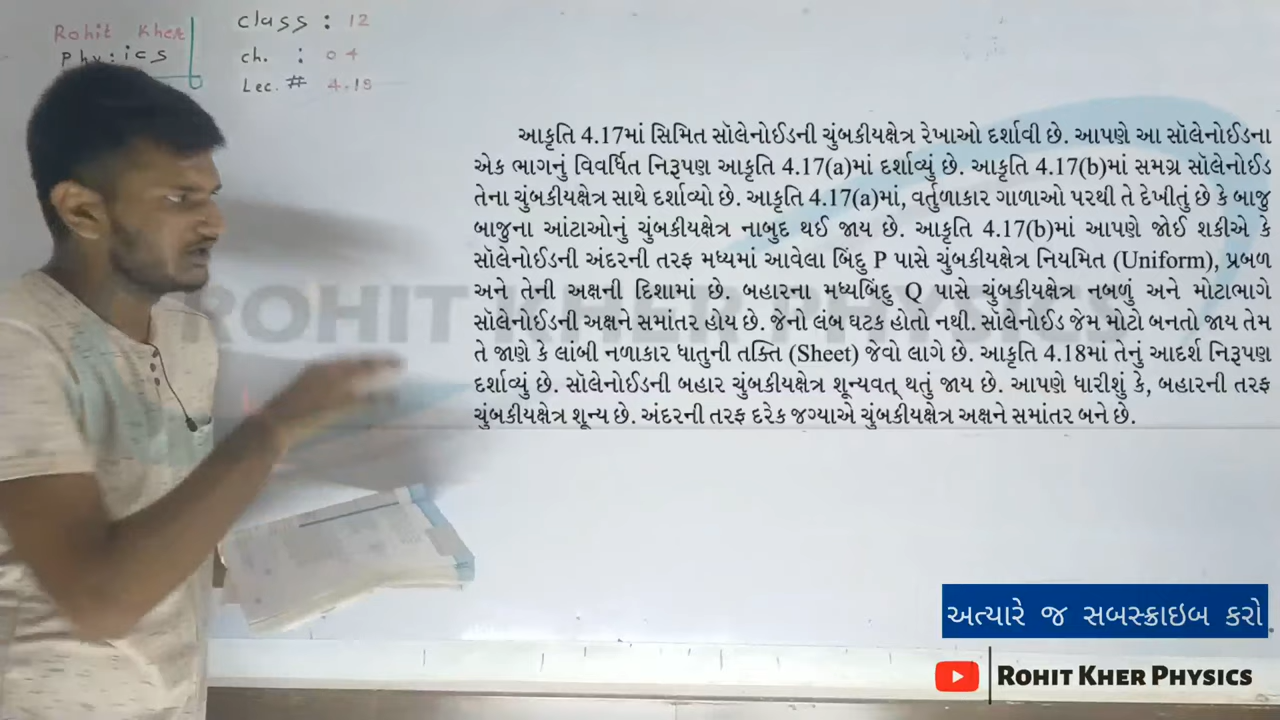 Rohit Kher
Physics
class : 12
ch. : 04
Lec. # 4.15
આકૃતિ 4.17માં સિમિત સૉલેનોઈડની ચુંબકીયક્ષેત્ર રેખાઓ દર્શાવી છે. આપણે આ સૉલેનોઈડના
એક ભાગનું વિવર્ધિત નિરૂપણ આકૃતિ 4.17(a)માં દર્શાવ્યું છે. આકૃતિ 4.17(b)માં સમગ્ર સૉલેનોઈડ
તેના ચુંબકીયક્ષેત્ર સાથે દર્શાવ્યો છે. આકૃતિ 4.17(a)માં, વર્તુળાકાર ગાળાઓ પરથી તે દેખીતું છે કે બાજુ
બાજુના આંટાઓનું ચુંબકીયક્ષેત્ર નાબુદ થઈ જાય છે. આકૃતિ 4.17(b)માં આપણે જોઈ શકીએ કે
સૉલેનોઈડની અંદરની તરફ મધ્યમાં આવેલા બિંદુ P પાસે ચુંબકીયક્ષેત્ર નિયમિત (Uniform), પ્રબળ
અને તેની અક્ષની દિશામાં છે. બહારના મધ્યબિંદુ Q પાસે ચુંબકીયક્ષેત્ર નબળું અને મોટાભાગે
સૉલેનોઈડની અક્ષને સમાંતર હોય છે. જેનો લંબ ઘટક હોતો નથી. સૉલેનોઈડ જેમ મોટો બનતો જાય તેમ
તે જાણે કે લાંબી નળાકાર ધાતુની તક્તિ (Sheet) જેવો લાગે છે. આકૃતિ 4.18માં તેનું આદર્શ નિરૂપણ
દર્શાવ્યું છે. સૉલેનોઈડની બહાર ચુંબકીયક્ષેત્ર શૂન્યવત્ થતું જાય છે. આપણે ધારીશું કે, બહારની તરફ
ચુંબકીયક્ષેત્ર શૂન્ય છે. અંદરની તરફ દરેક જગ્યાએ ચુંબકીયક્ષેત્ર અક્ષને સમાંતર બને છે.
ROHIT KHER PHYSICS
અત્યારે જ સબસ્ક્રાઇબ કરો.
ROHIT KHER PHYSICS